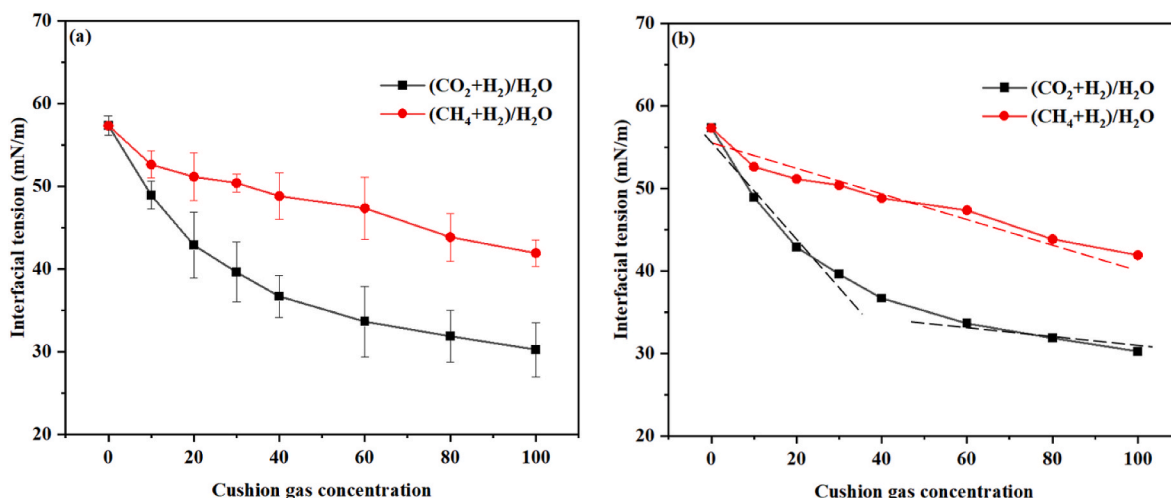 (a)
(CO₂+H₂)/H₂O
(CH₄+H₂)/H₂O
Interfacial tension (mN/m)
70
60
50
40
30
20
0 20 40 60 80 100
Cushion gas concentration
(b)
(CO₂+H₂)/H₂O
(CH₄+H₂)/H₂O
Interfacial tension (mN/m)
70
60
50
40
30
20
0 20 40 60 80 100
Cushion gas concentration